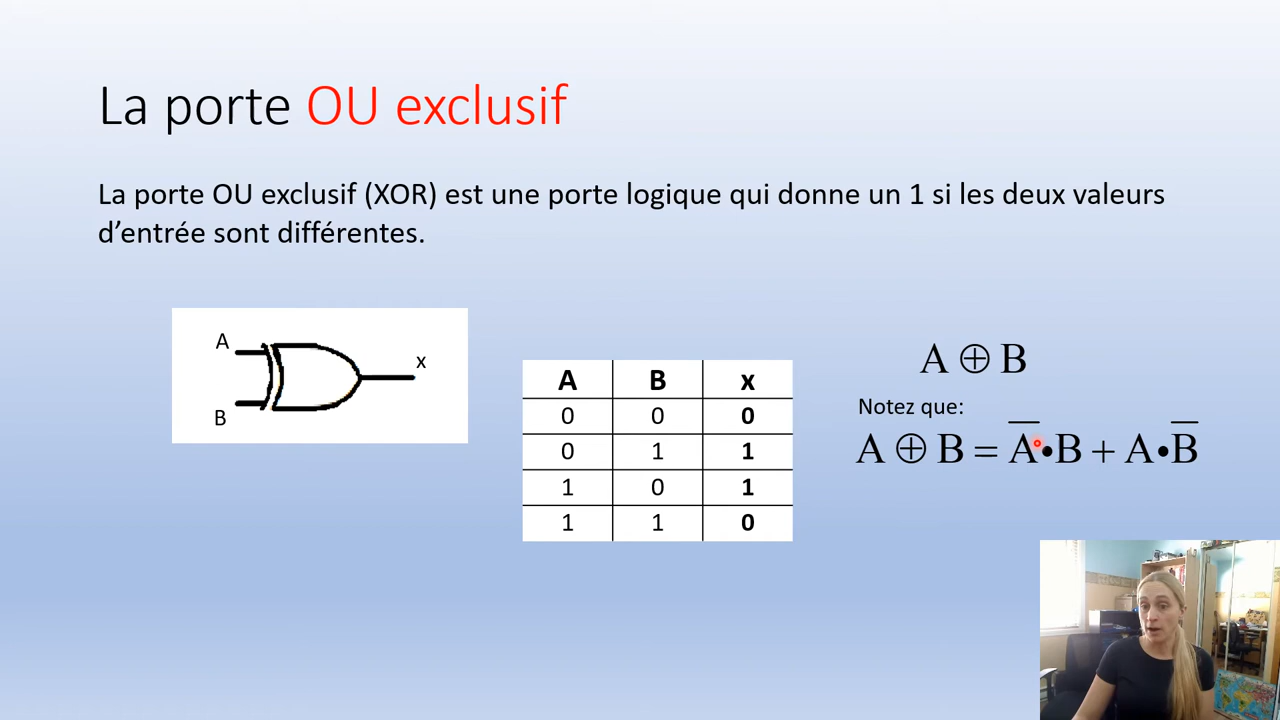 La porte OU exclusif
La porte OU exclusif (XOR) est une porte logique qui donne un 1 si les deux valeurs
d’entrée sont différentes.
A
B
x
A B x
0 0 0
0 1 1
1 0 1
1 1 0
A ⊕ B
Notez que:
A ⊕ B = A̅•B + A•B̅